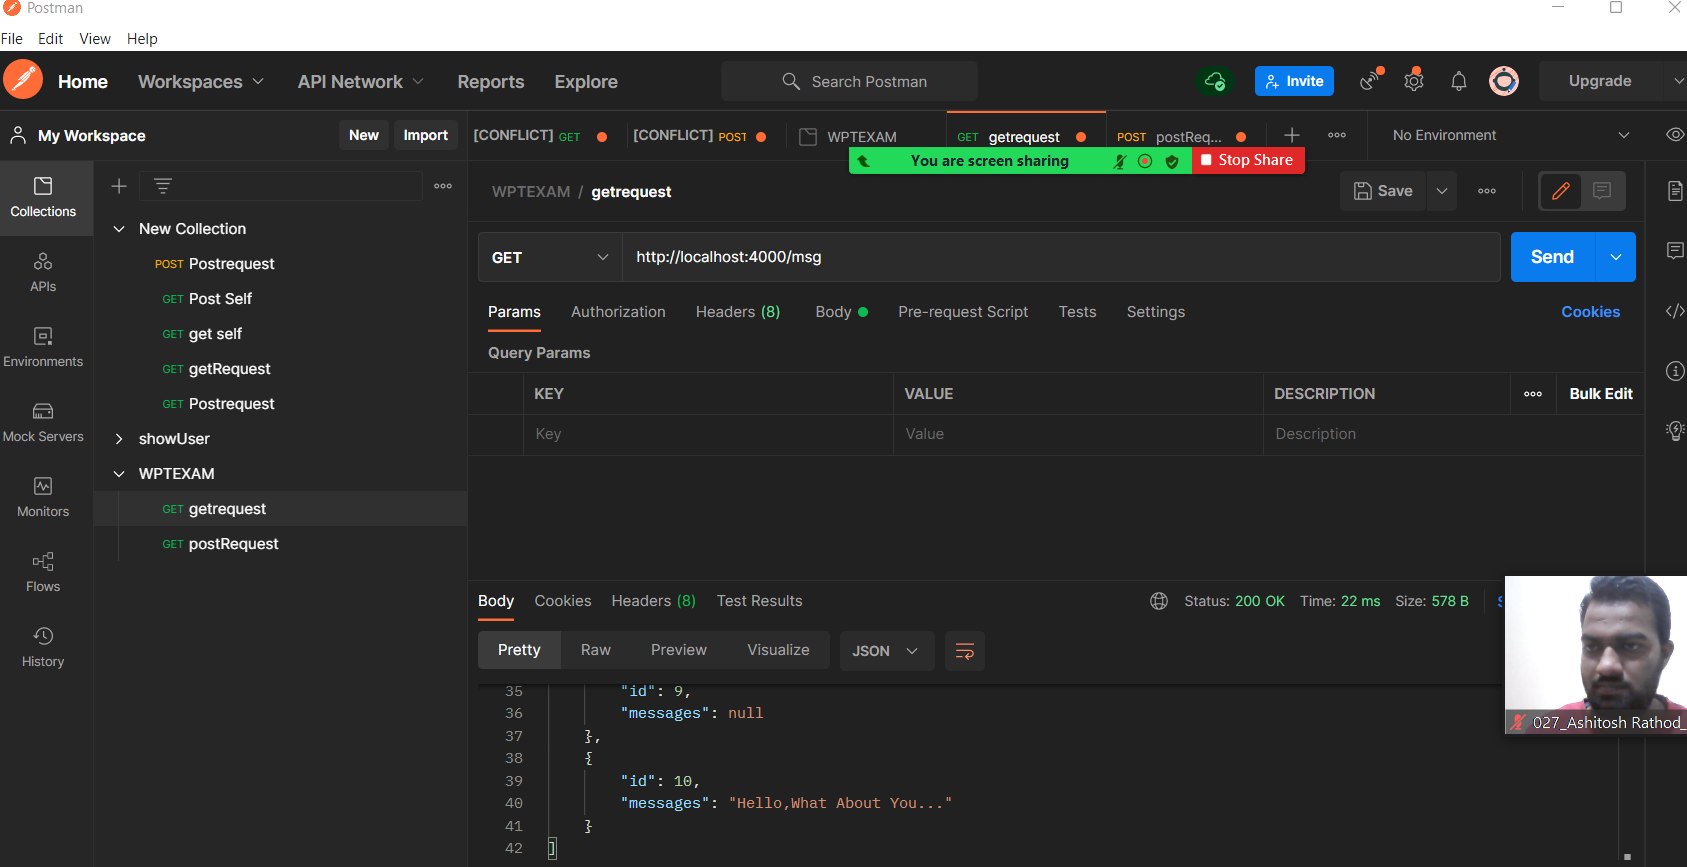 Postman
File Edit View Help
Home Workspaces API Network Reports Explore Search Postman Invite Upgrade
My Workspace New Import [CONFLICT] GET [CONFLICT] POST WPTEXAM GET getrequest POST postReq... No Environment
You are screen sharing Stop Share
WPTEXAM / getrequest Save
Collections
APIs
Environments
Mock Servers
Monitors
Flows
History
New Collection
POST Postrequest
GET Post Self
GET get self
GET getRequest
GET Postrequest
showUser
WPTEXAM
GET getrequest
GET postRequest
GET http://localhost:4000/msg Send
Params Authorization Headers (8) Body Pre-request Script Tests Settings Cookies
Query Params
KEY VALUE DESCRIPTION Bulk Edit
Key Value Description
Body Cookies Headers (8) Test Results Status: 200 OK Time: 22 ms Size: 578 B
Pretty Raw Preview Visualize JSON
35 "id": 9,
36 "messages": null
37 },
38 {
39 "id": 10,
40 "messages": "Hello,What About You..."
41 }
42 ]
027_Ashitosh Rathod_